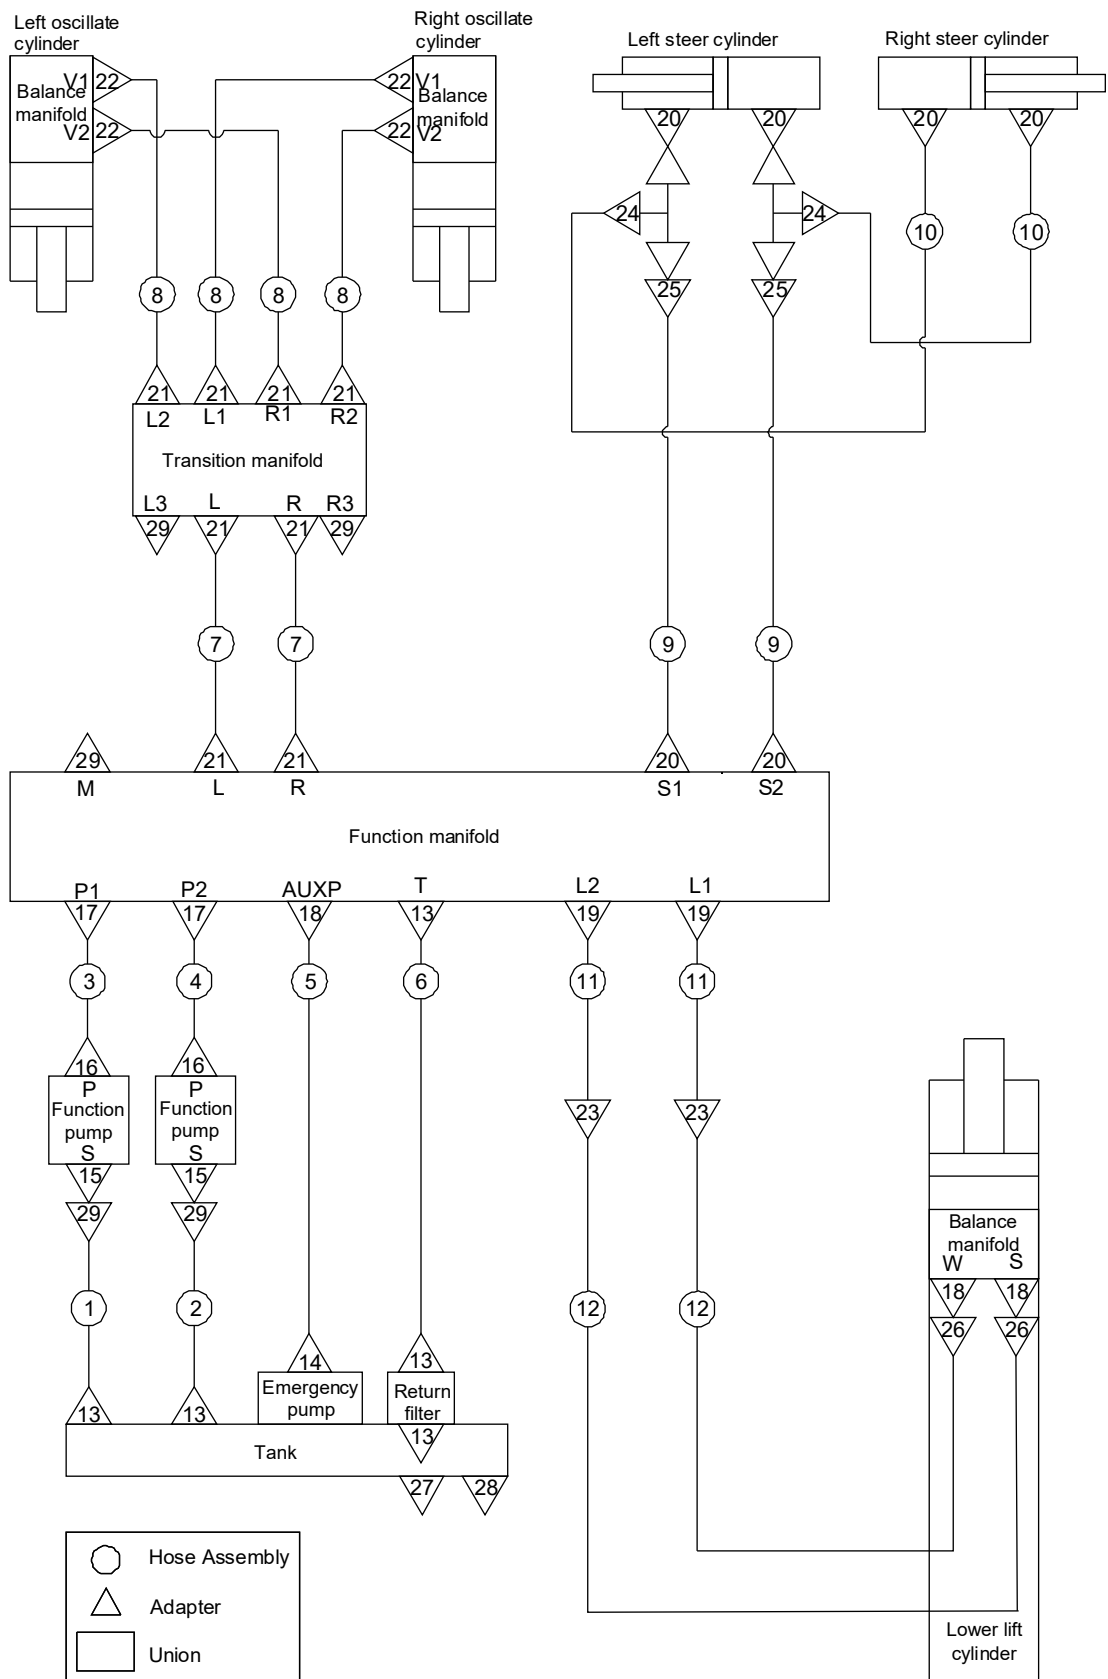 Left oscillate
cylinder
Right oscillate
cylinder
Left steer cylinder
Right steer cylinder
V1 22
Balance
manifold
V2 22
22 V1
Balance
manifold
22 V2
20
20
20
20
24
24
10
10
8
8
8
8
25
25
21
21
21
21
L2
L1
R1
R2
Transition manifold
L3
L
R
R3
29
21
21
29
7
7
9
9
29
21
21
20
20
M
L
R
S1
S2
Function manifold
P1
P2
AUXP
T
L2
L1
17
17
18
13
19
19
3
4
5
6
11
11
16
16
P
Function
pump
S
P
Function
pump
S
23
23
15
15
29
29
Balance
manifold
W
S
18
18
1
2
12
12
26
26
14
13
Emergency
pump
Return
filter
13
13
13
Tank
27
28
Hose Assembly
Adapter
Union
Lower lift
cylinder